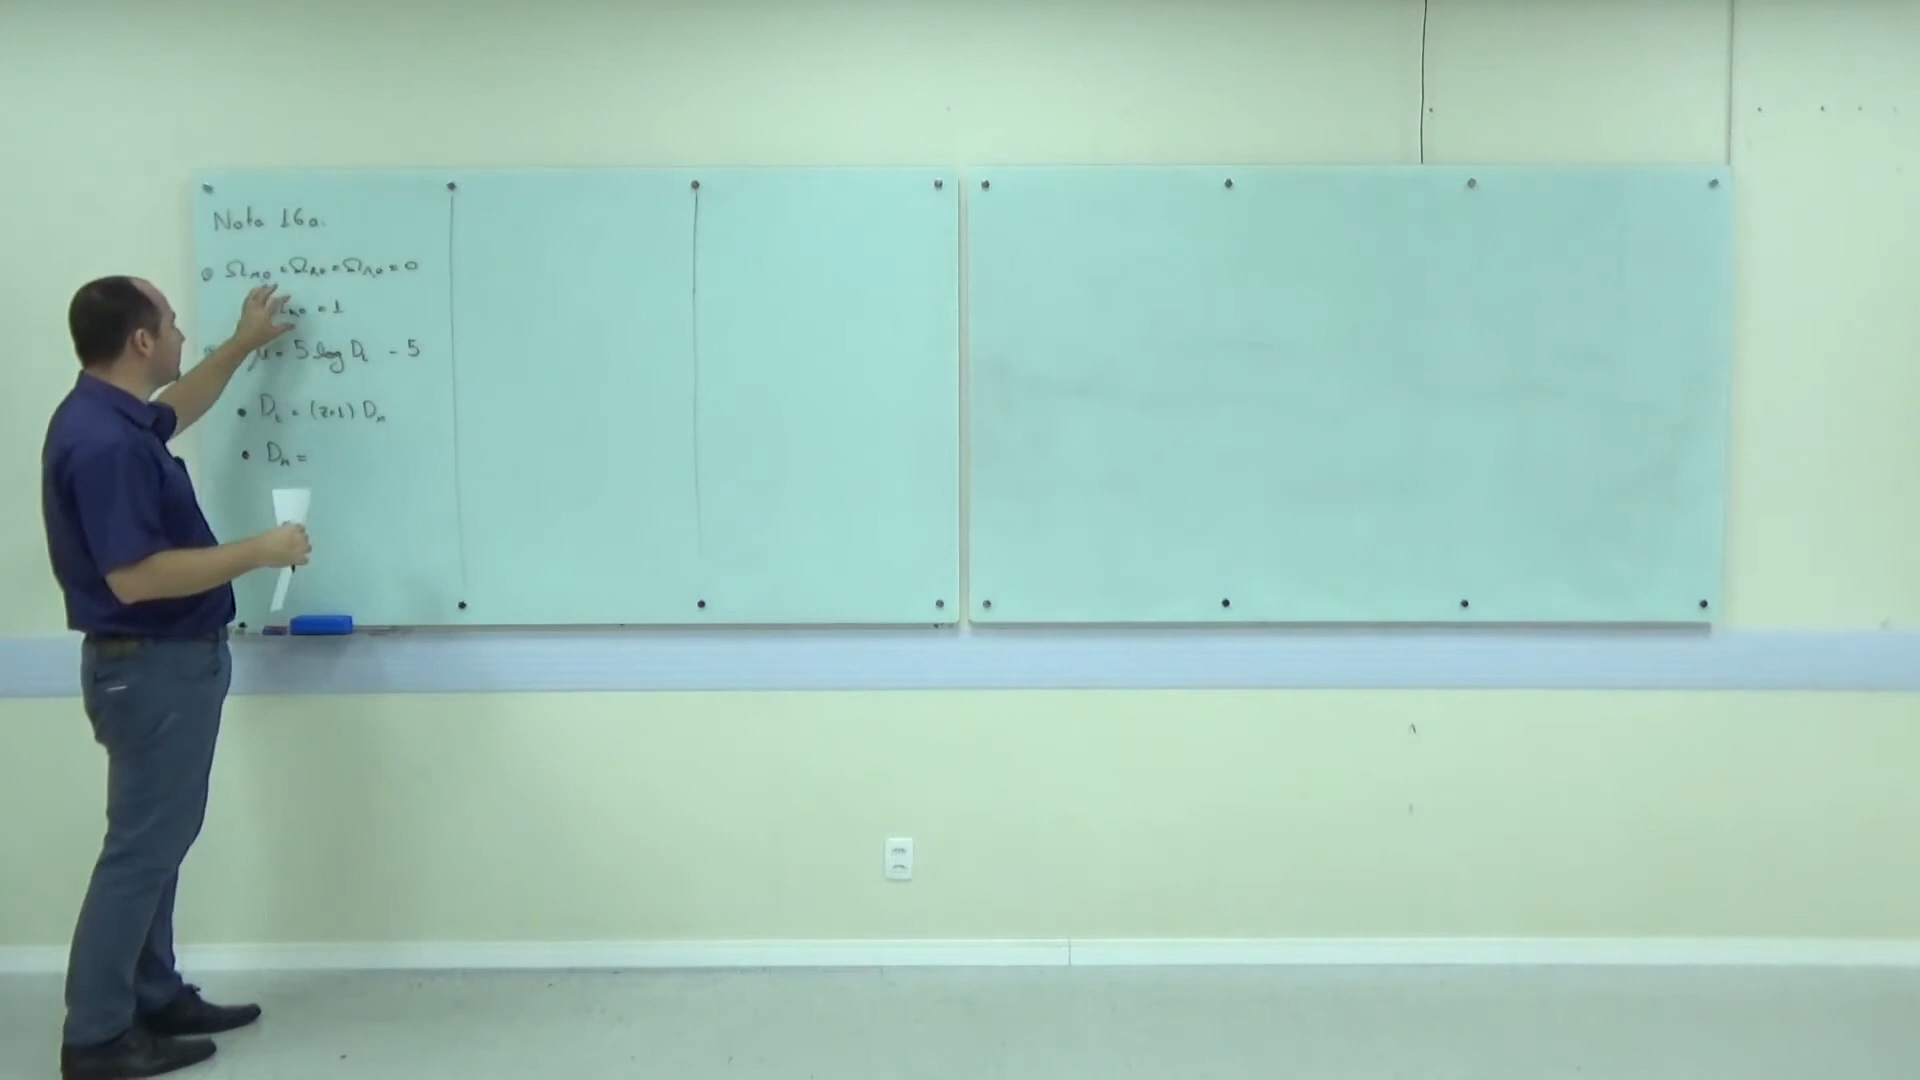 Nota 16a.
Ω_M0 = Ω_R0 = Ω_Λ0 = 0
Ω_k0 = 1
μ = 5 log D_L - 5
• D_L = (z+1) D_M
• D_M =